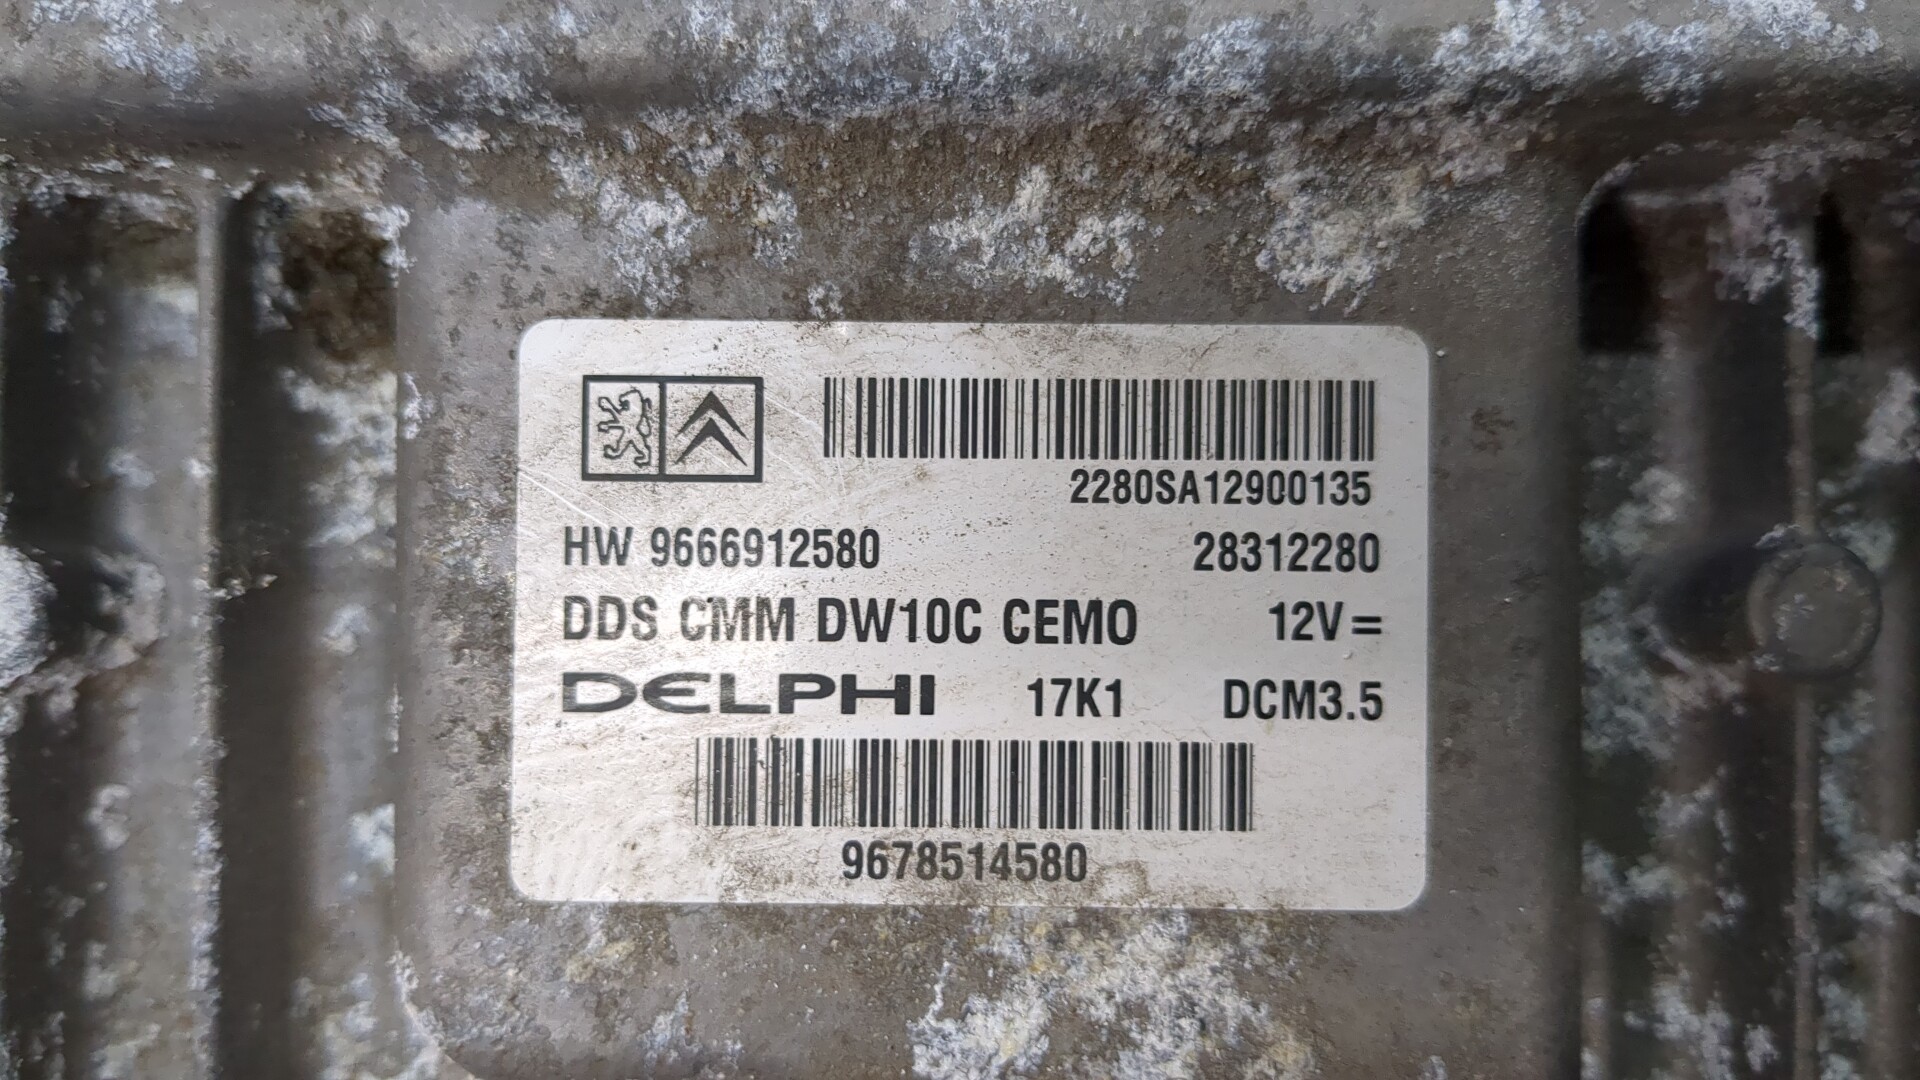 2280SA12900135
HW 9666912580 28312280
DDS CMM DW10C CEMO 12V=
DELPHI 17K1 DCM3.5
9678514580